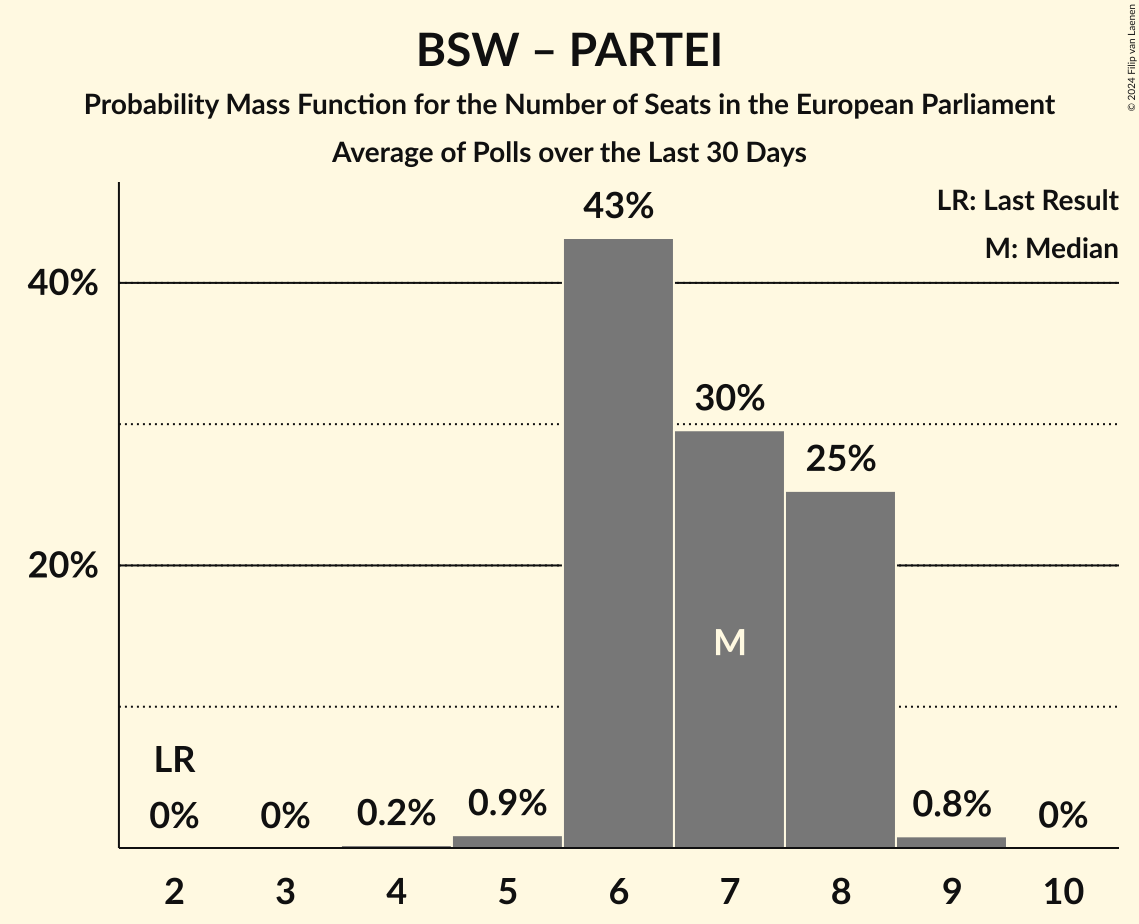 BSW – PARTEI
Probability Mass Function for the Number of Seats in the European Parliament
Average of Polls over the Last 30 Days
© 2024 Filip van Laenen
LR: Last Result
M: Median
43%
40%
30%
25%
20%
M
LR
0% 0% 0.2% 0.9% 0.8% 0%
2 3 4 5 6 7 8 9 10